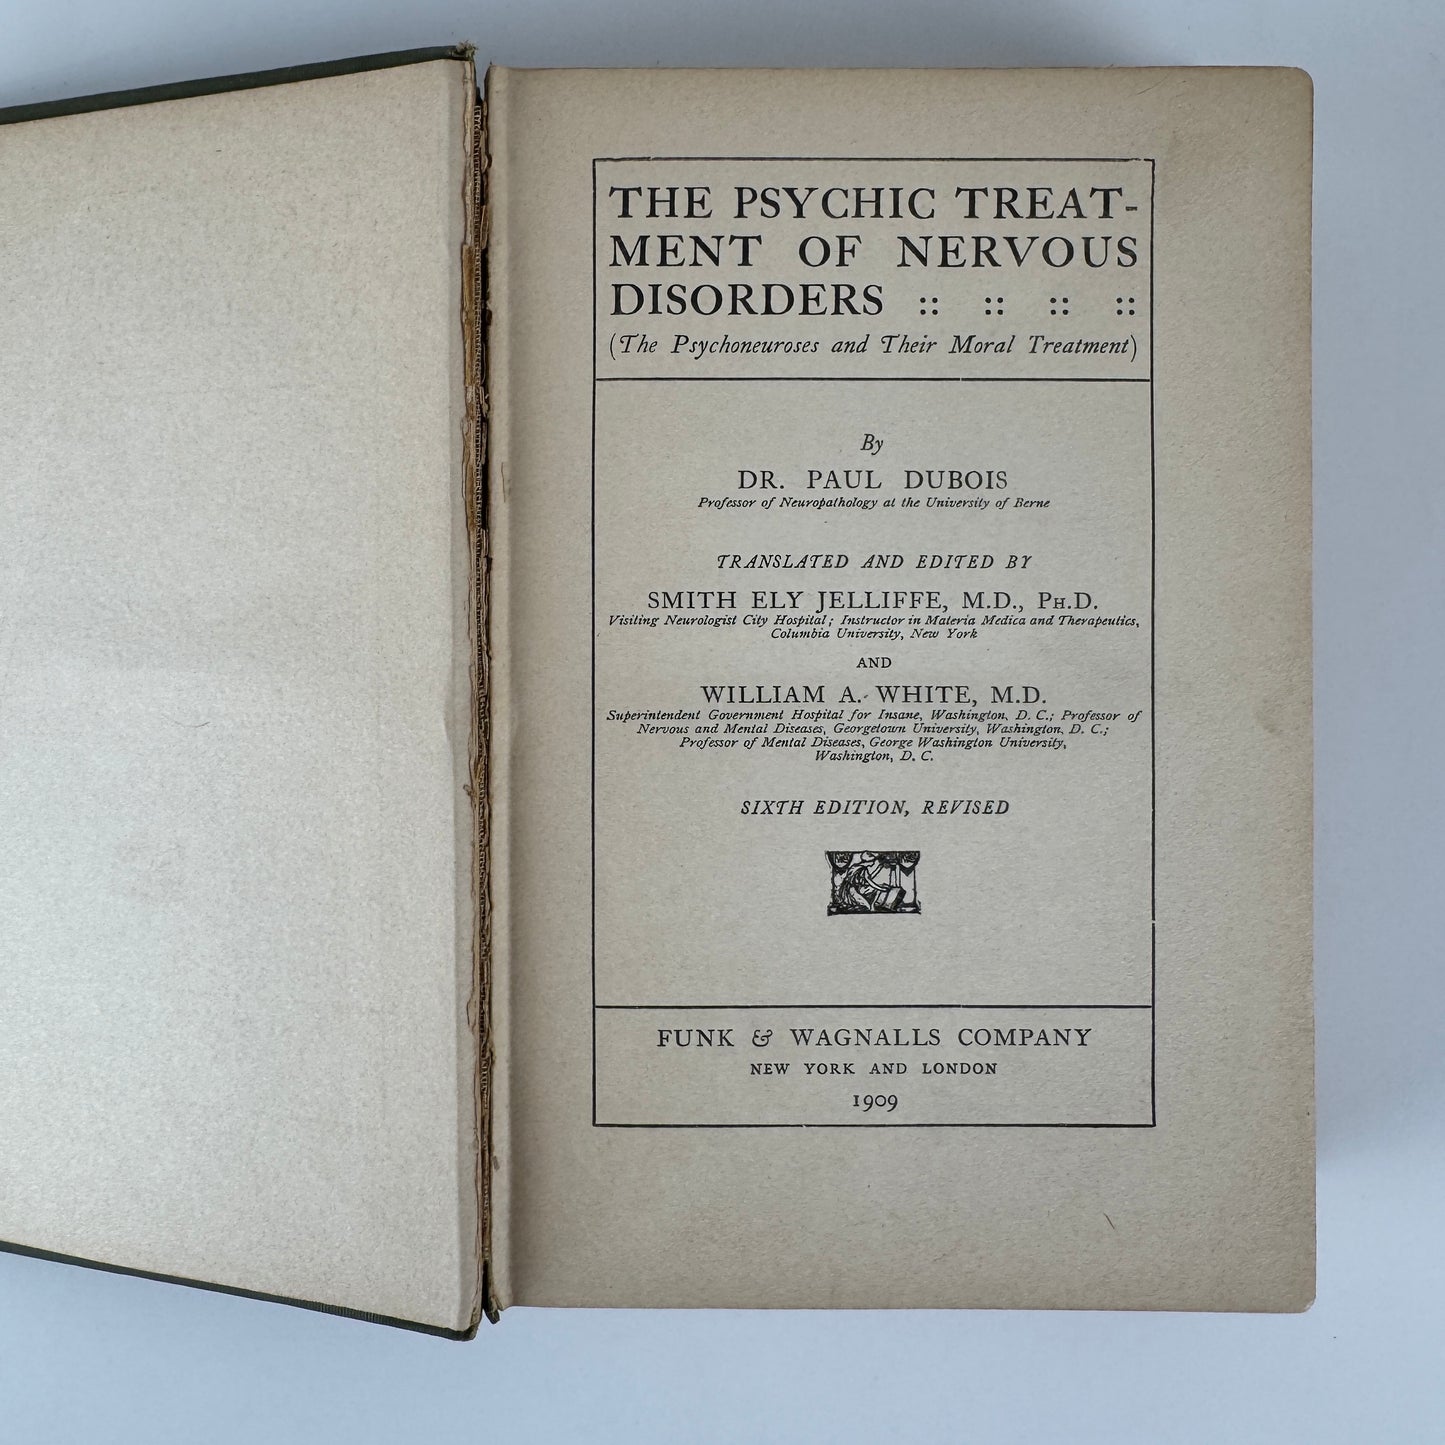 THE PSYCHIC TREAT-
MENT OF NERVOUS
DISORDERS :: :: :: ::
(The Psychoneuroses and Their Moral Treatment)
By
DR. PAUL DUBOIS
Professor of Neuropathology at the University of Berne
TRANSLATED AND EDITED BY
SMITH ELY JELLIFFE, M.D., PH.D.
Visiting Neurologist City Hospital; Instructor in Materia Medica and Therapeutics,
Columbia University, New York
AND
WILLIAM A. WHITE, M.D.
Superintendent Government Hospital for Insane, Washington, D. C.; Professor of
Nervous and Mental Diseases, Georgetown University, Washington, D. C.;
Professor of Mental Diseases, George Washington University,
Washington, D. C.
SIXTH EDITION, REVISED
FUNK & WAGNALLS COMPANY
NEW YORK AND LONDON
1909